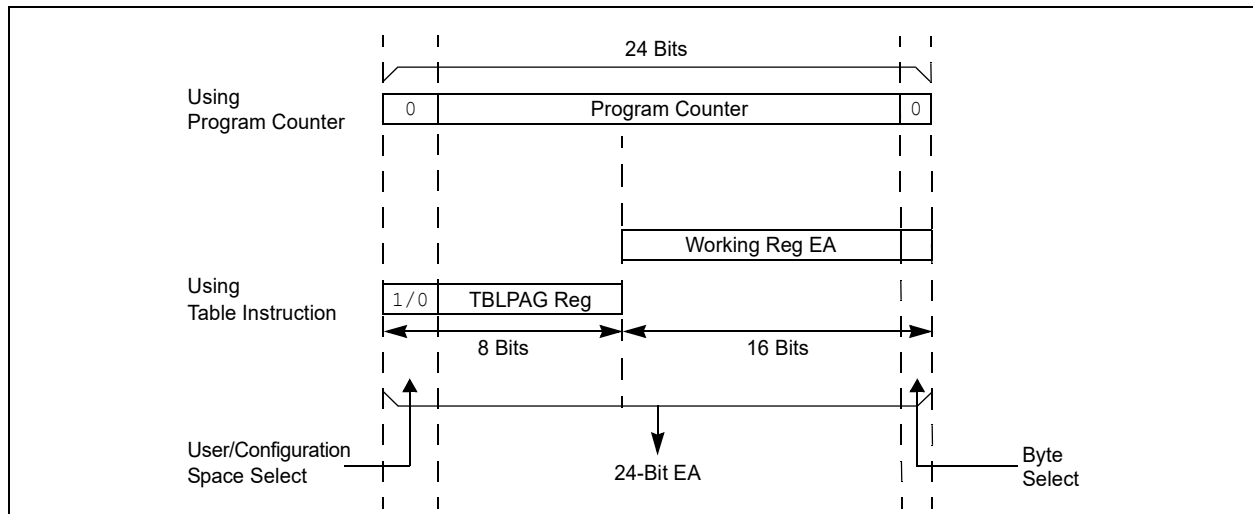 24 Bits
Using
Program Counter
0
Program Counter
0
Working Reg EA
Using
Table Instruction
1/0
TBLPAG Reg
8 Bits
16 Bits
User/Configuration
Space Select
24-Bit EA
Byte
Select